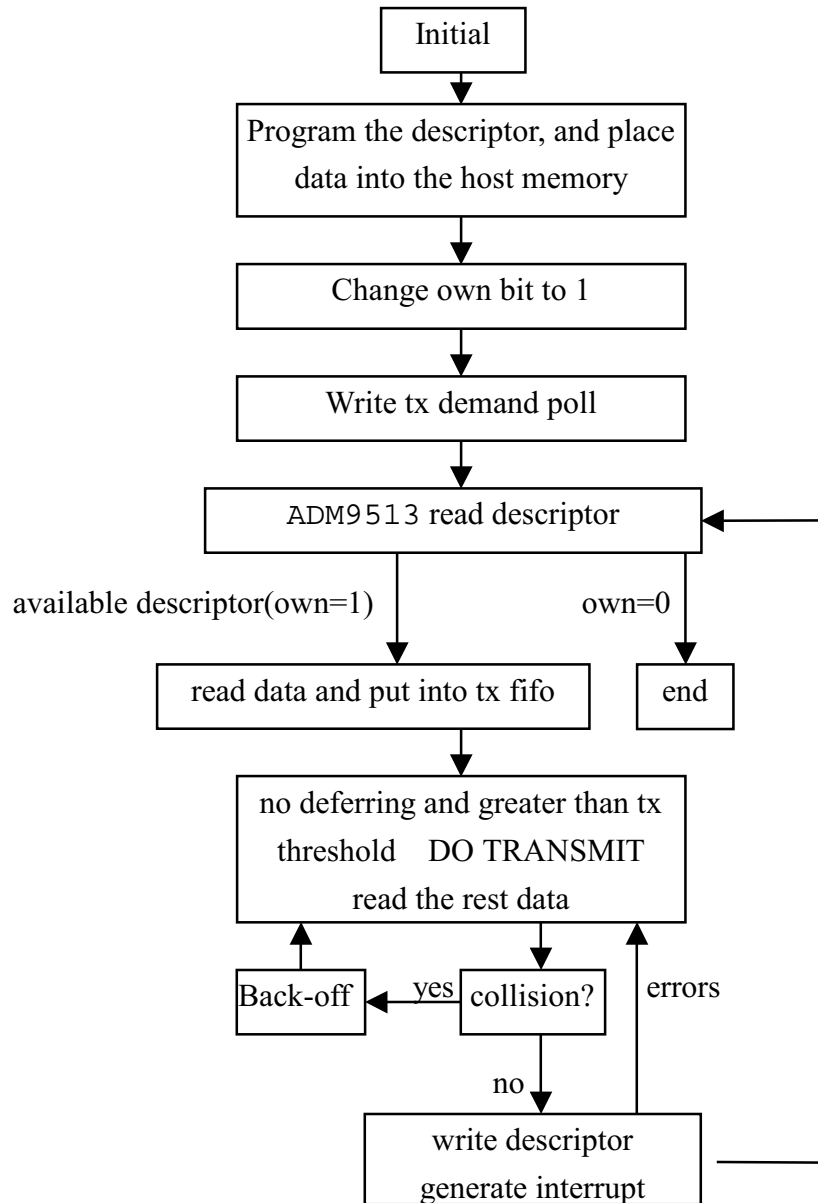 Initial
Program the descriptor, and place
data into the host memory
Change own bit to 1
Write tx demand poll
ADM9513 read descriptor
available descriptor(own=1)
own=0
read data and put into tx fifo
end
no deferring and greater than tx
threshold DO TRANSMIT
read the rest data
Back-off
yes
collision?
errors
no
write descriptor
generate interrupt